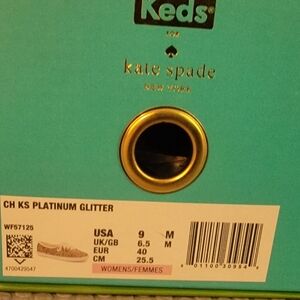 Keds®
FOR
kate spade
NEW YORK
CH KS PLATINUM GLITTER
WF57125
USA 9 M
UK/GB 6.5 M
EUR 40
CM 25.5
4700429547
WOMENS/FEMMES